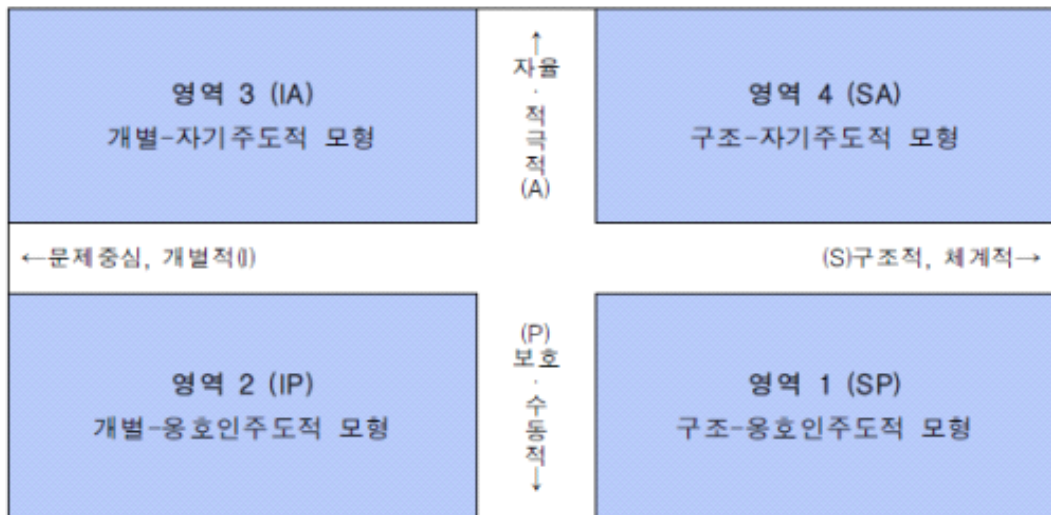 영역 3 (IA)
개별-자기주도적 모형
↑
자율
·
적
극
적
(A)
영역 4 (SA)
구조-자기주도적 모형
←문제중심, 개별적(I)
(S)구조적, 체계적→
영역 2 (IP)
개별-옹호인주도적 모형
(P)
보호
·
수
동
적
↓
영역 1 (SP)
구조-옹호인주도적 모형